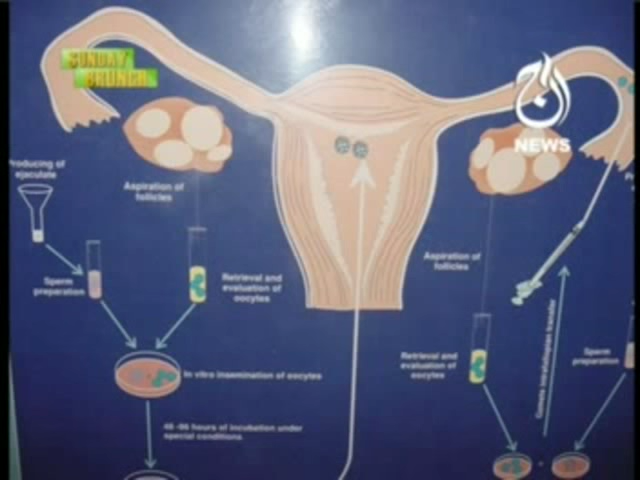 SUNDAY
BRUNCH
آج
NEWS
Producing of
ejaculate
Aspiration of
follicles
Sperm
preparation
Retrieval and
evaluation of
oocytes
In vitro insemination of oocytes
48 -96 hours of incubation under
special conditions
Aspiration of
follicles
Retrieval and
evaluation of
oocytes
Gamete intrafallopian transfer
Sperm
preparation